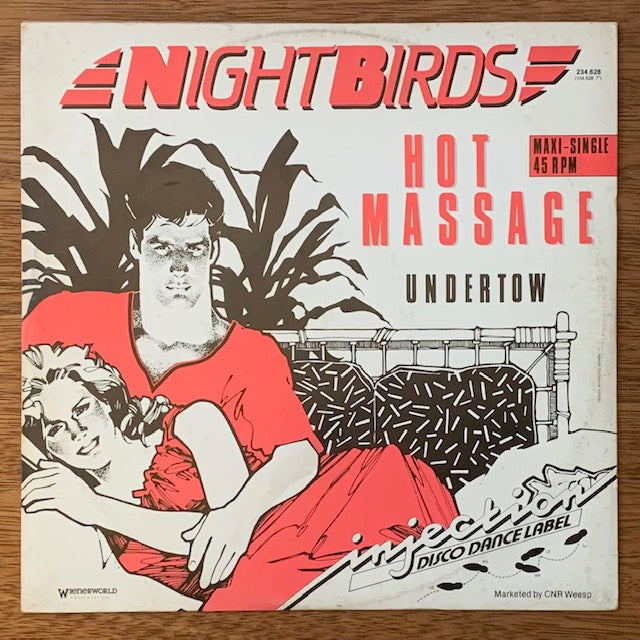 NIGHTBIRDS
234.628
(134.628 7")
HOT
MASSAGE
MAXI-SINGLE
45 RPM
UNDERTOW
injection
DISCO DANCE LABEL
WIENERWORLD
PRESENTATION
Marketed by CNR Weesp